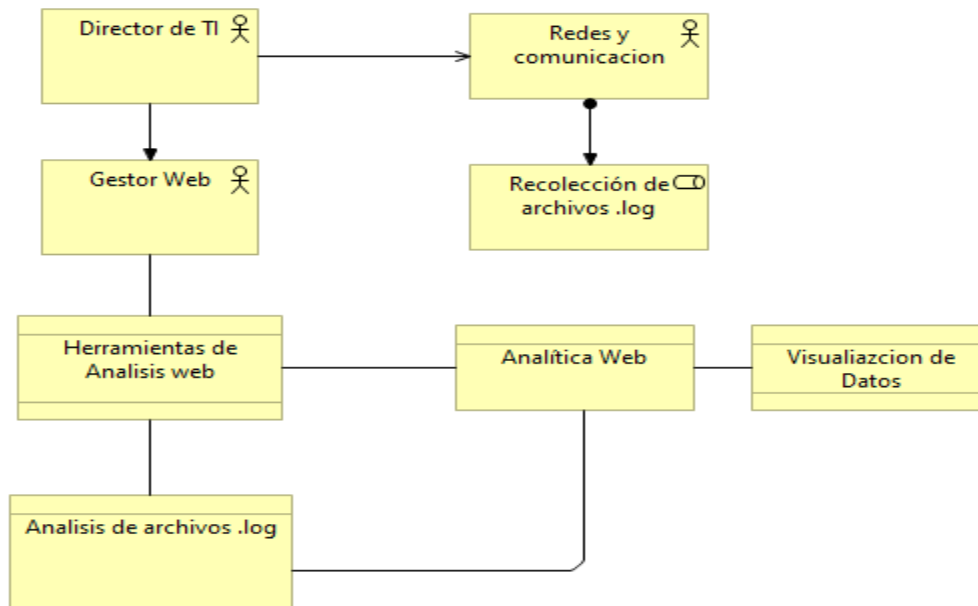 Director de TI
Redes y
comunicacion
Gestor Web
Recolección de
archivos .log
Herramientas de
Analisis web
Analítica Web
Visualiazcion de
Datos
Analisis de archivos .log